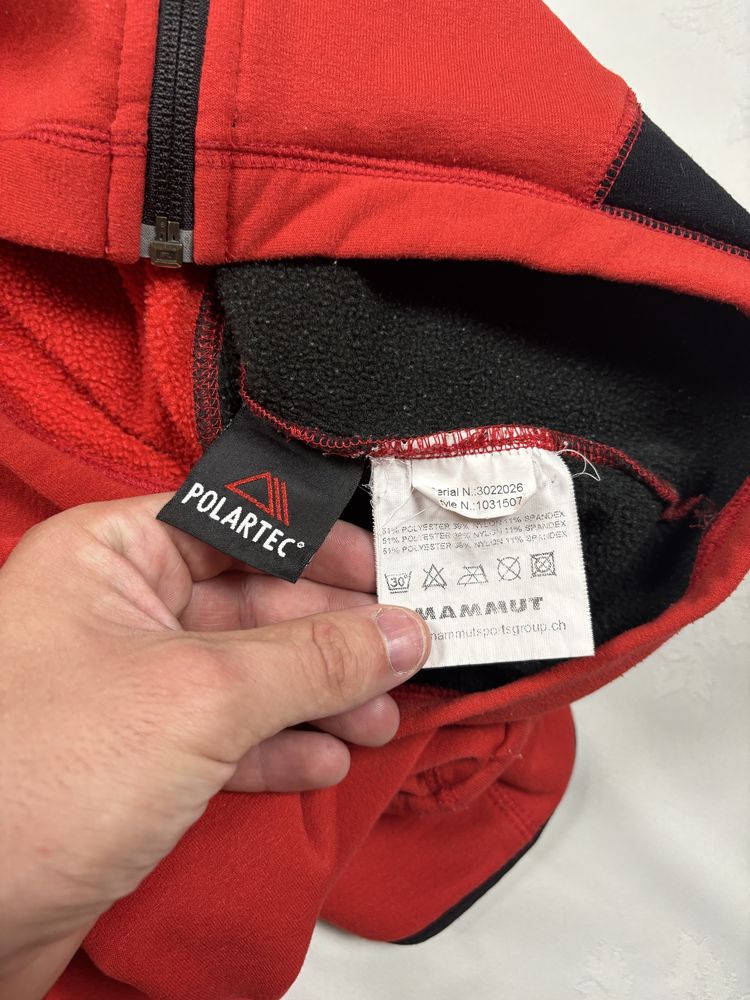 POLARTEC®
erial N.:3022026
tyle N.:1031507
51% POLYESTER 38% NYLON 11% SPANDEX
51% POLYESTER 38% NYLON 11% SPANDEX
51% POLYESTER 38% NYLON 11% SPANDEX
30°
MAMMUT
mammutsportsgroup.ch